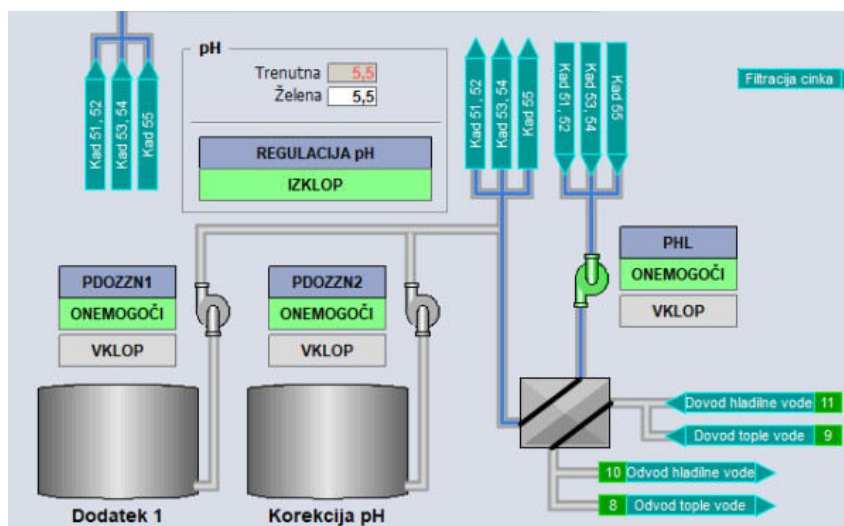 Kad 51, 52
Kad 53, 54
Kad 55
pH
Trenutna 5,5
Želena 5,5
REGULACIJA pH
IZKLOP
Kad 51, 52
Kad 53, 54
Kad 55
Kad 51, 52
Kad 53, 54
Kad 55
Filtracija cinka
PDOZZN1
ONEMOGOČI
VKLOP
PDOZZN2
ONEMOGOČI
VKLOP
PHL
ONEMOGOČI
VKLOP
Dovod hladilne vode 11
Dovod tople vode 9
10 Odvod hladilne vode
8 Odvod tople vode
Dodatek 1
Korekcija pH